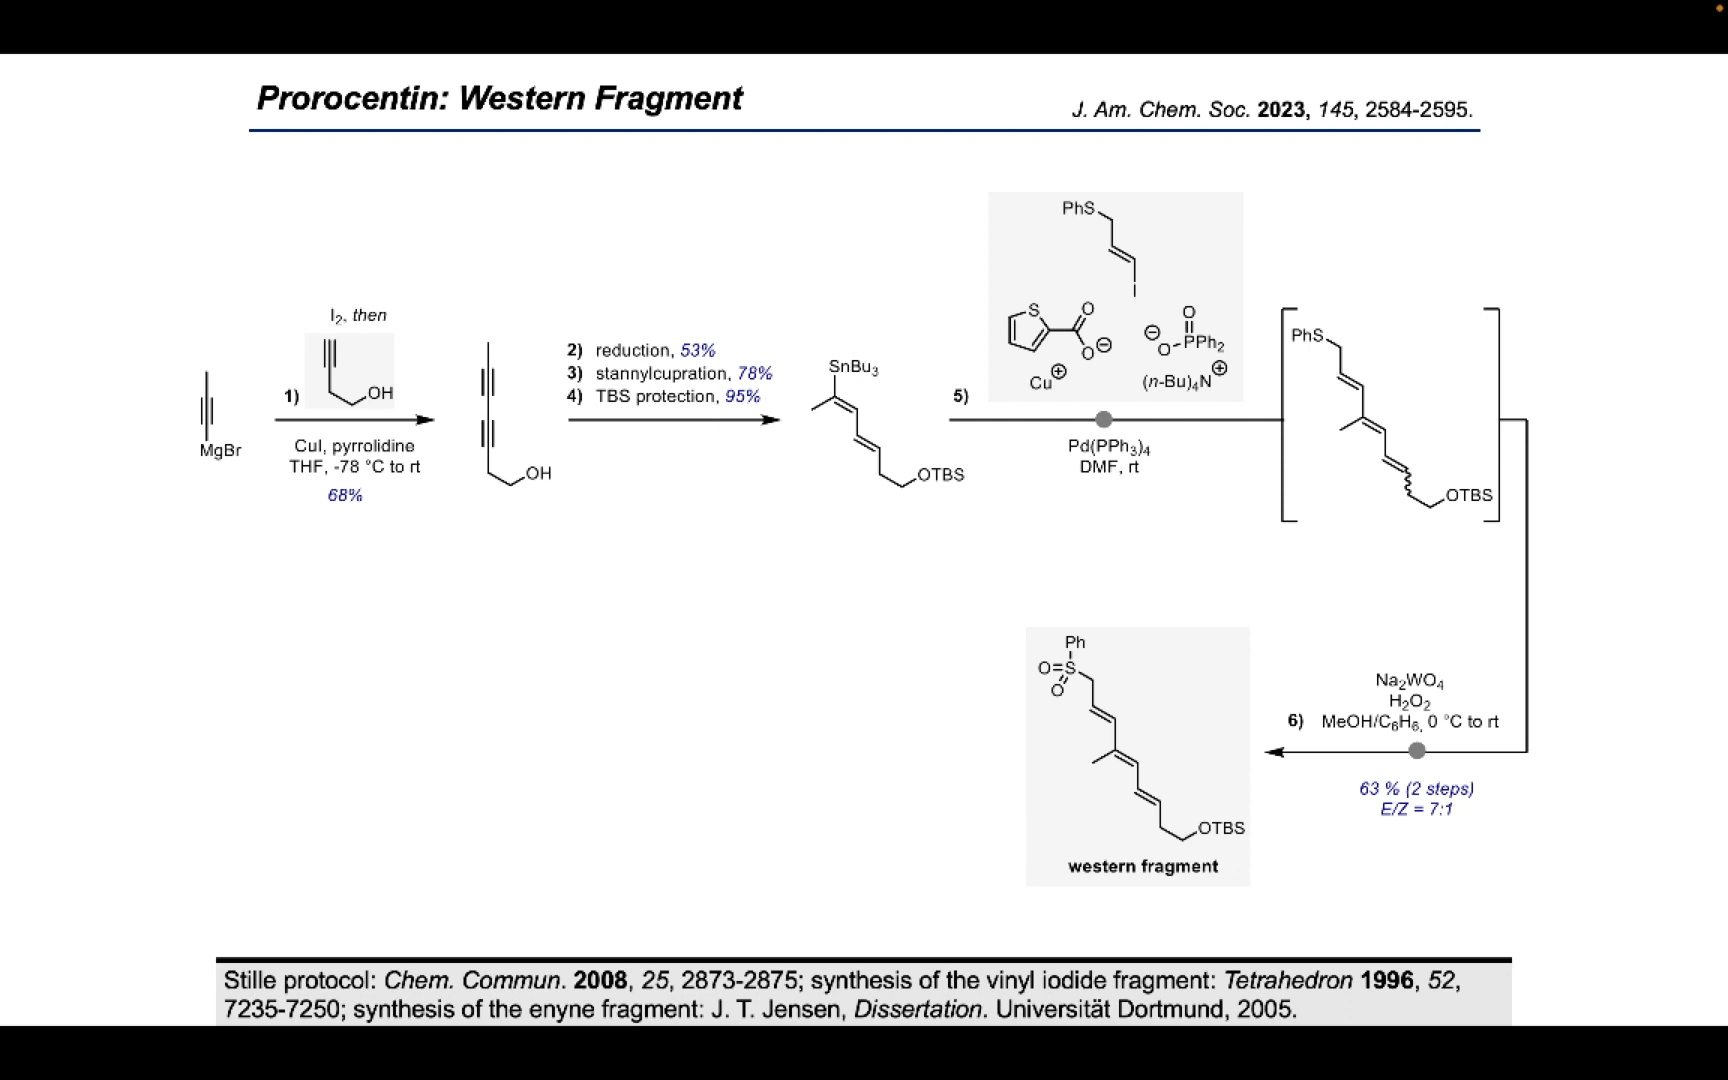 Prorocentin: Western Fragment
J. Am. Chem. Soc. 2023, 145, 2584-2595.
MgBr
I2, then
OH
1)
CuI, pyrrolidine
THF, -78 °C to rt
68%
OH
2) reduction, 53%
3) stannylcupration, 78%
4) TBS protection, 95%
SnBu3
OTBS
5)
PhS
I
S
O
O⊖
Cu⊕
O
⊖O-PPh2
(n-Bu)4N⊕
Pd(PPh3)4
DMF, rt
PhS
OTBS
Na2WO4
H2O2
6) MeOH/C6H6, 0 °C to rt
63 % (2 steps)
E/Z = 7:1
Ph
O=S
O
OTBS
western fragment
Stille protocol: Chem. Commun. 2008, 25, 2873-2875; synthesis of the vinyl iodide fragment: Tetrahedron 1996, 52,
7235-7250; synthesis of the enyne fragment: J. T. Jensen, Dissertation. Universität Dortmund, 2005.